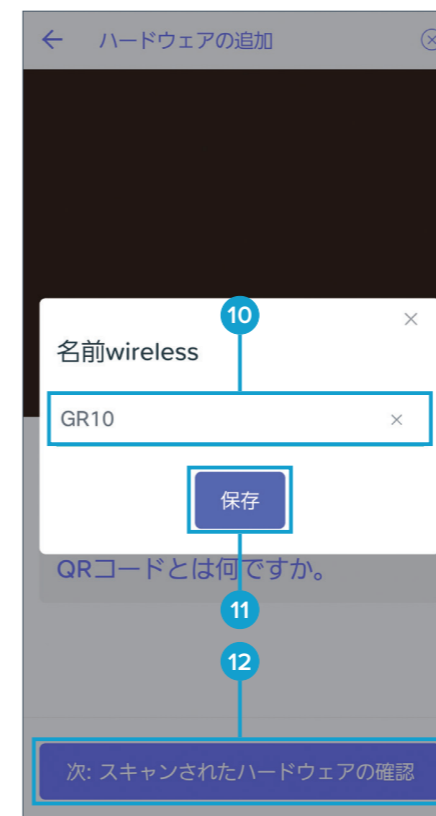 ハードウェアの追加
10
名前wireless
GR10
保存
QRコードとは何ですか。
11
12
次: スキャンされたハードウェアの確認